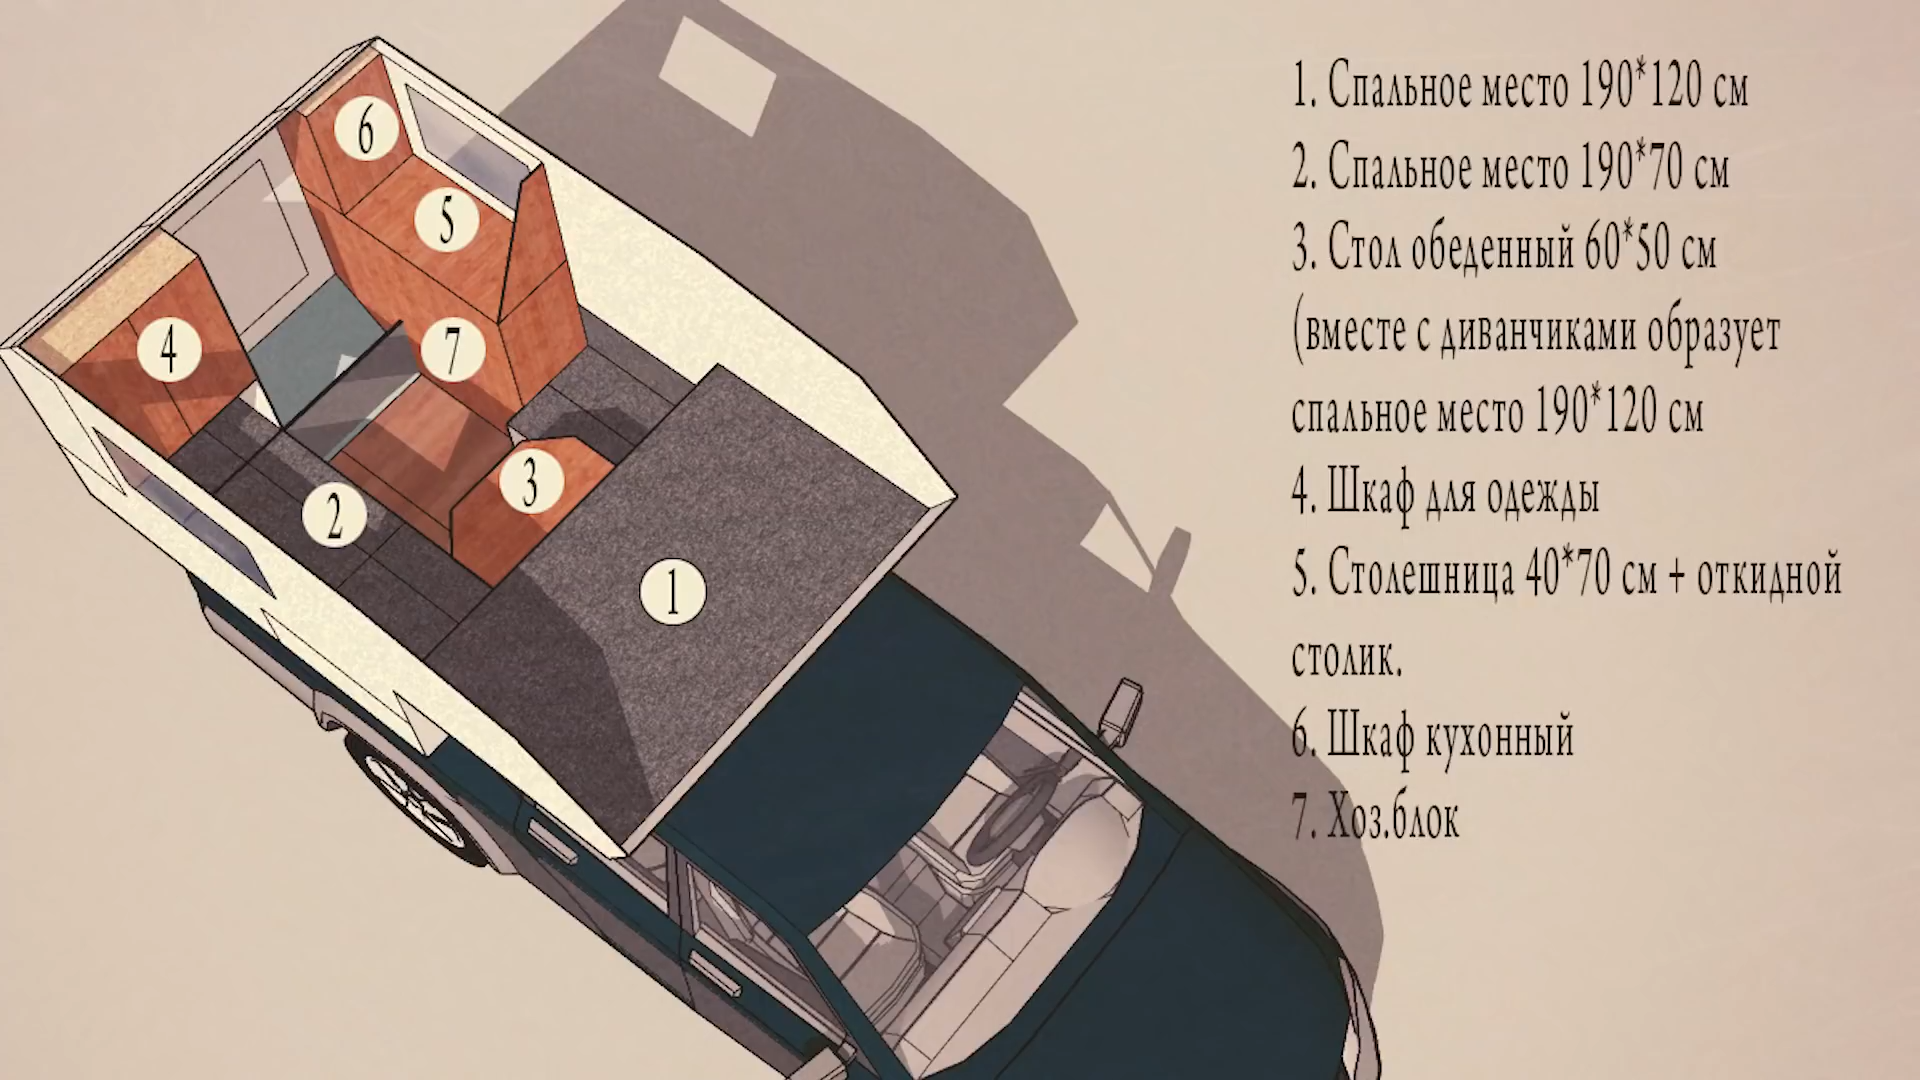 1. Спальное место 190*120 см
2. Спальное место 190*70 см
3. Стол обеденный 60*50 см
(вместе с диванчиками образует
спальное место 190*120 см
4. Шкаф для одежды
5. Столешница 40*70 см + откидной
столик.
6. Шкаф кухонный
7. Хоз.блок
6
5
4
7
3
2
1